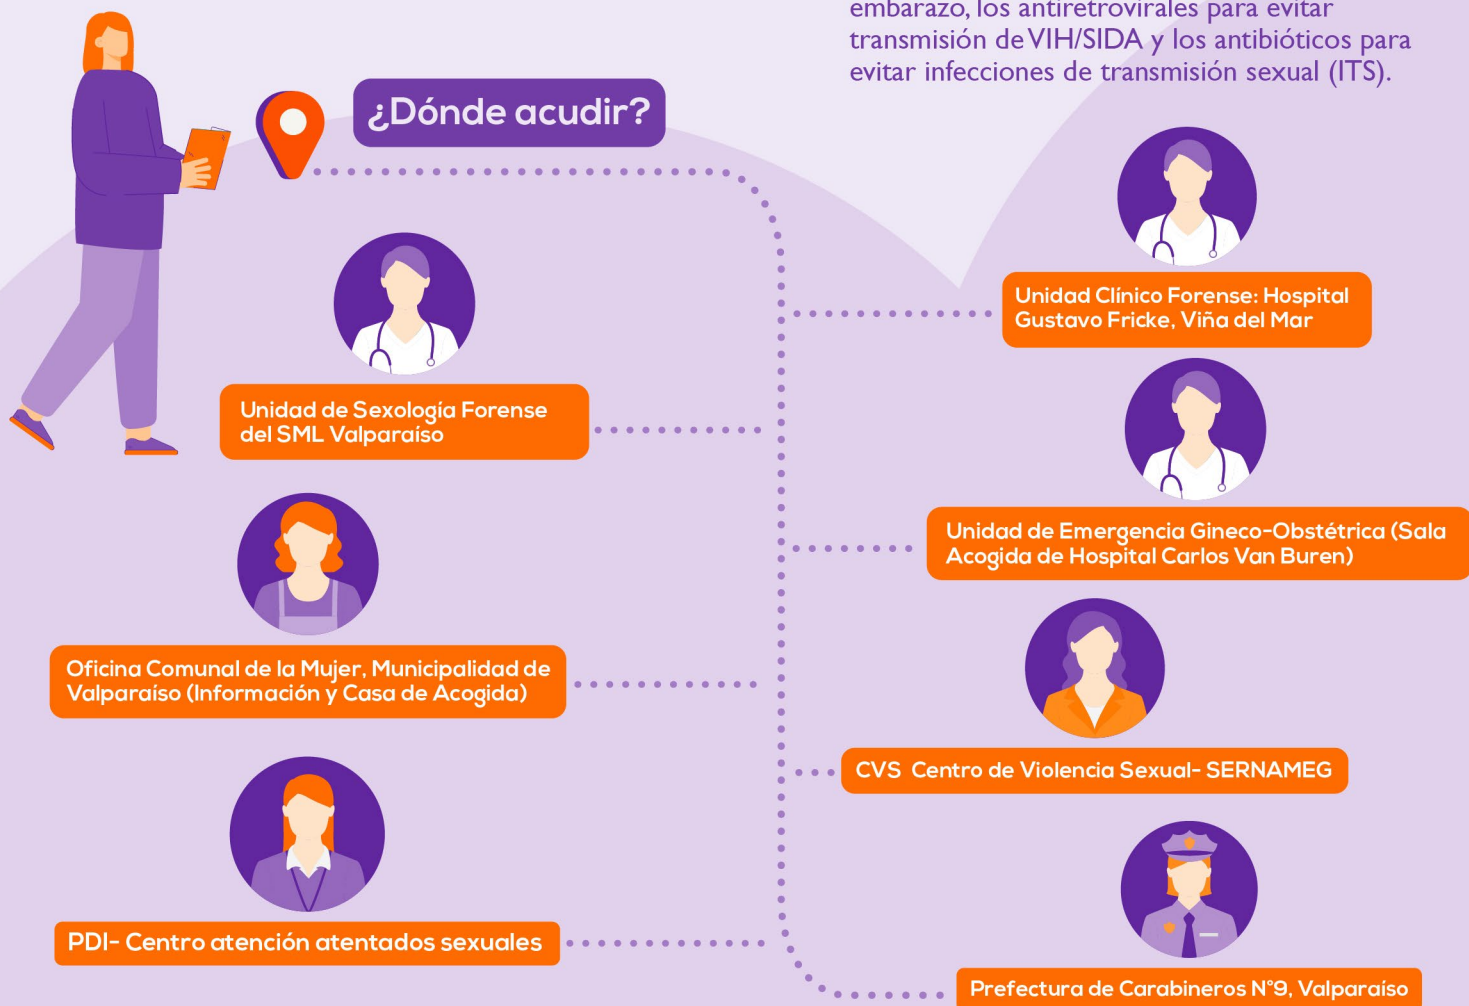 embarazo, los antiretrovirales para evitar
transmisión de VIH/SIDA y los antibióticos para
evitar infecciones de transmisión sexual (ITS).
¿Dónde acudir?
Unidad Clínico Forense: Hospital
Gustavo Fricke, Viña del Mar
Unidad de Sexología Forense
del SML Valparaíso
Unidad de Emergencia Gineco-Obstétrica (Sala
Acogida de Hospital Carlos Van Buren)
Oficina Comunal de la Mujer, Municipalidad de
Valparaíso (Información y Casa de Acogida)
CVS Centro de Violencia Sexual- SERNAMEG
PDI- Centro atención atentados sexuales
Prefectura de Carabineros N°9, Valparaíso